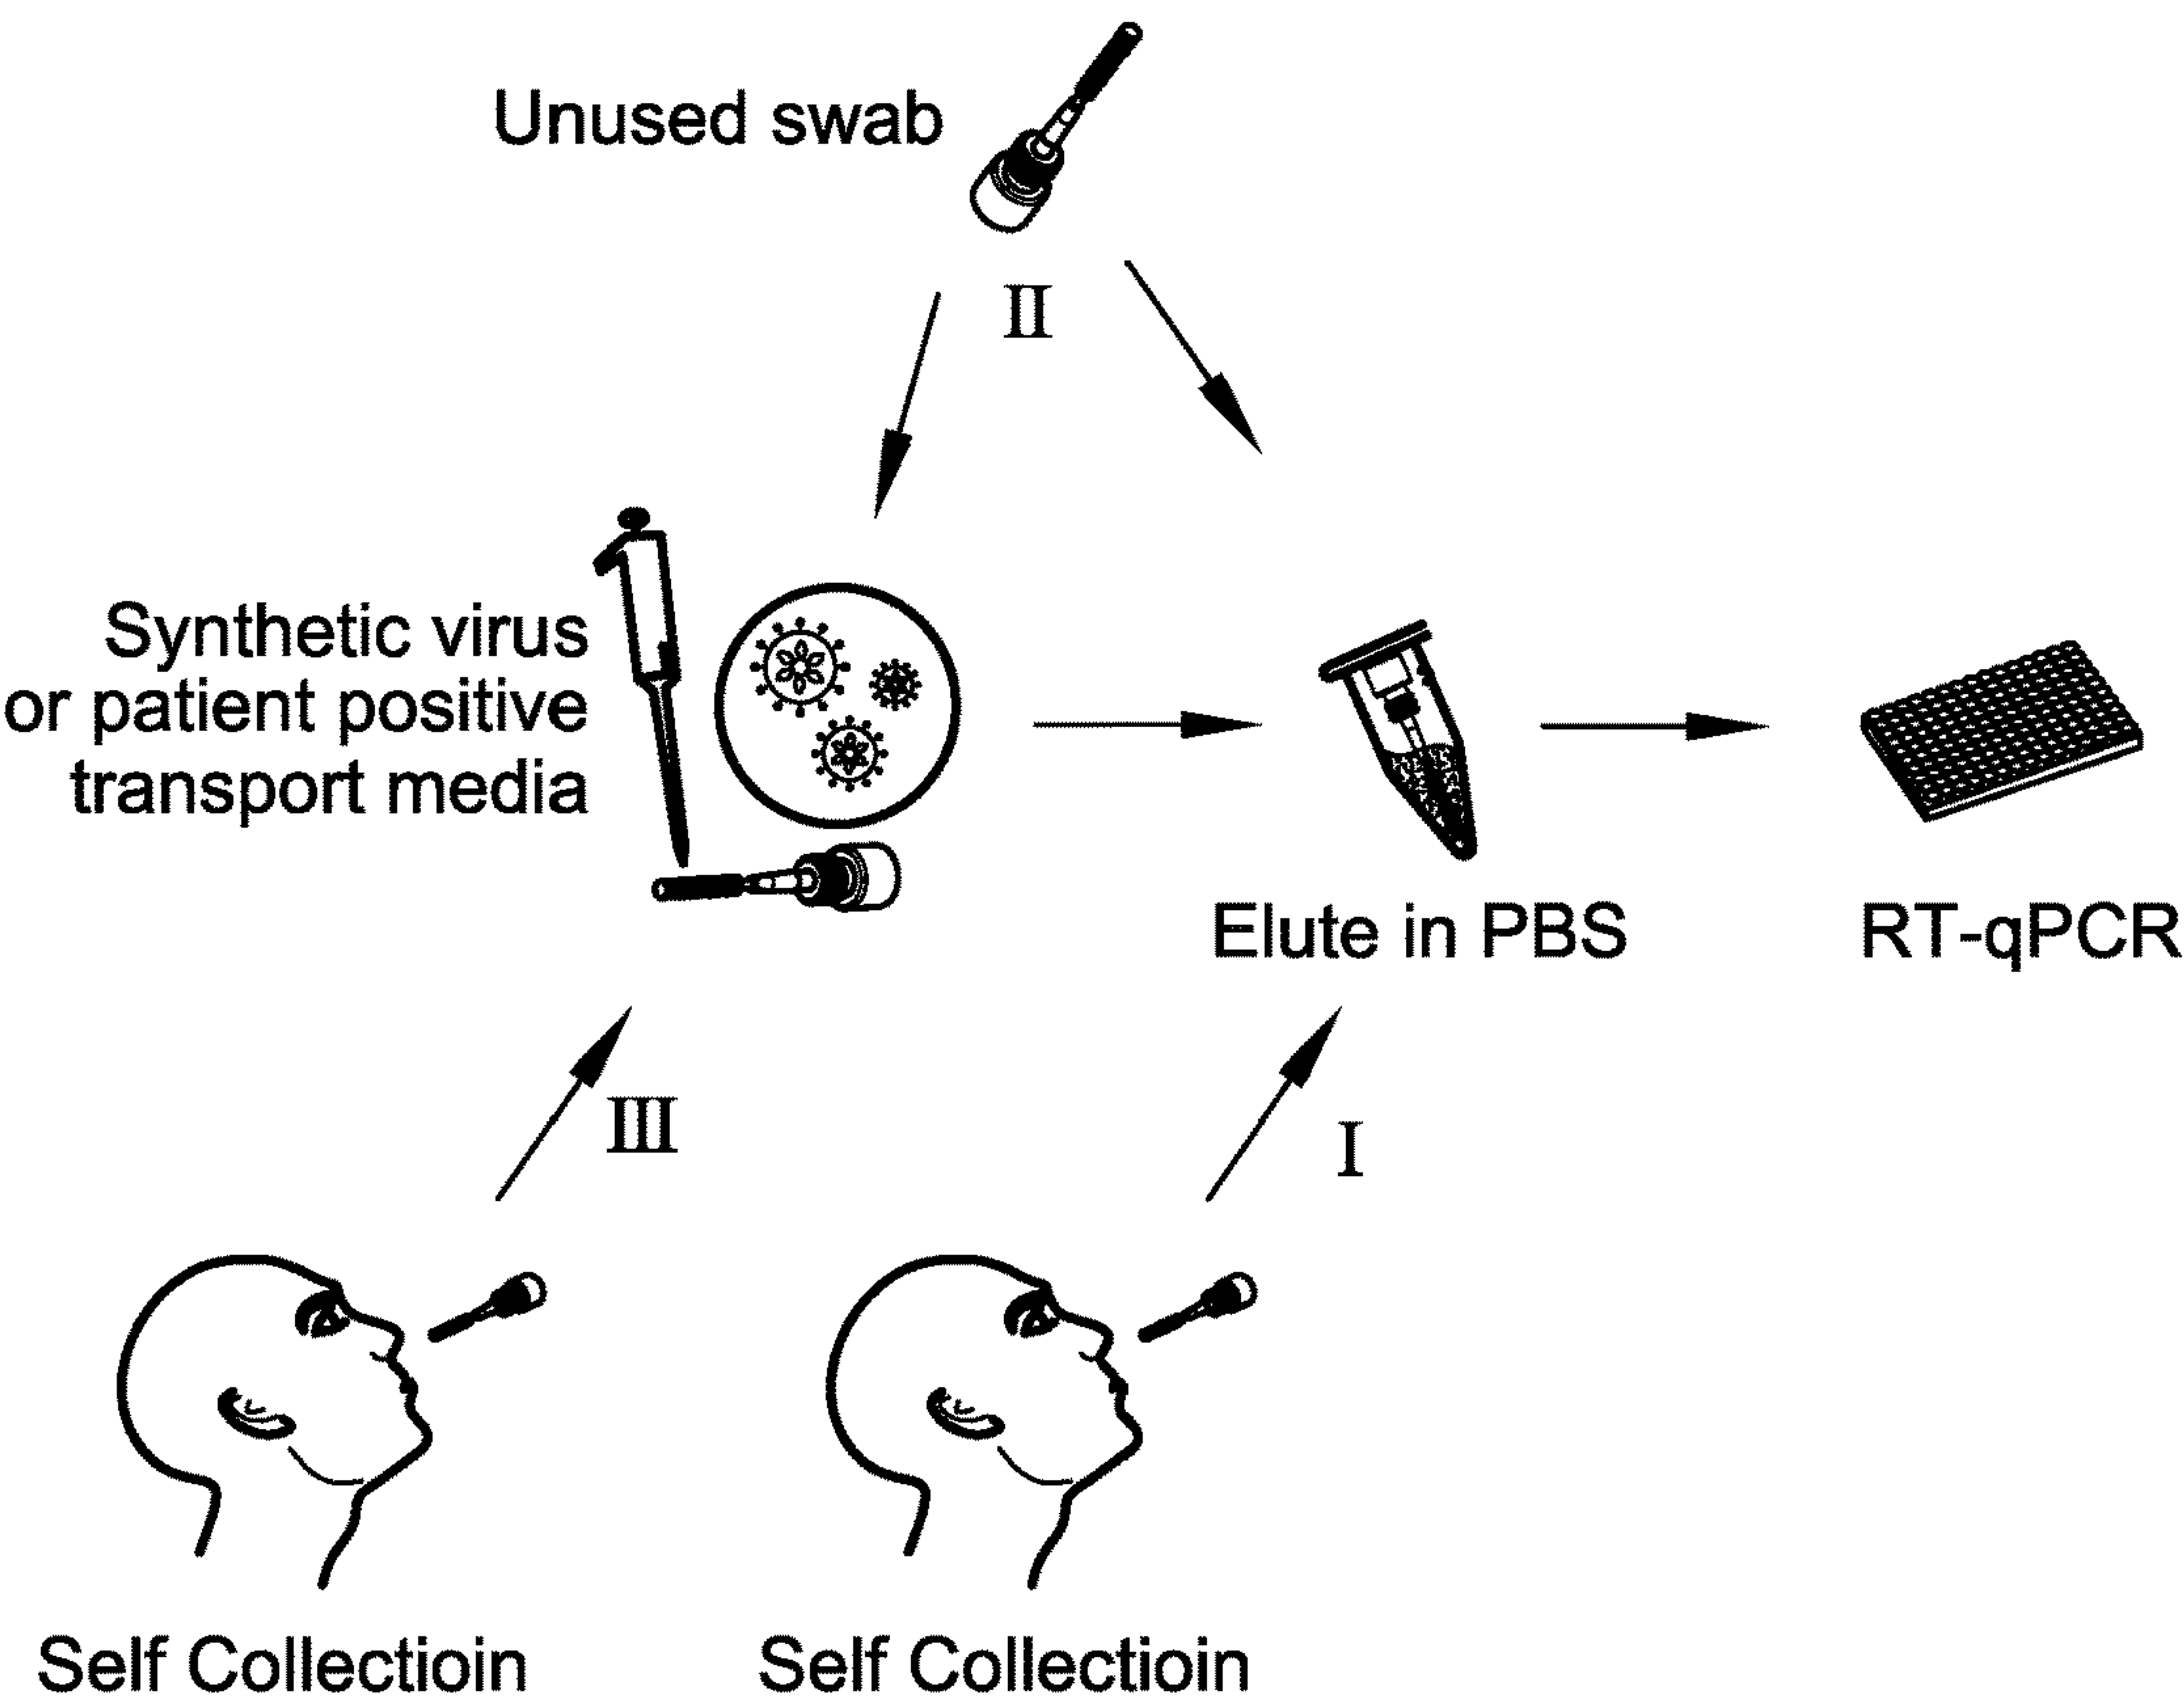 Unused swab
II
Synthetic virus
or patient positive
transport media
Elute in PBS
RT-qPCR
III
I
Self Collectioin
Self Collectioin